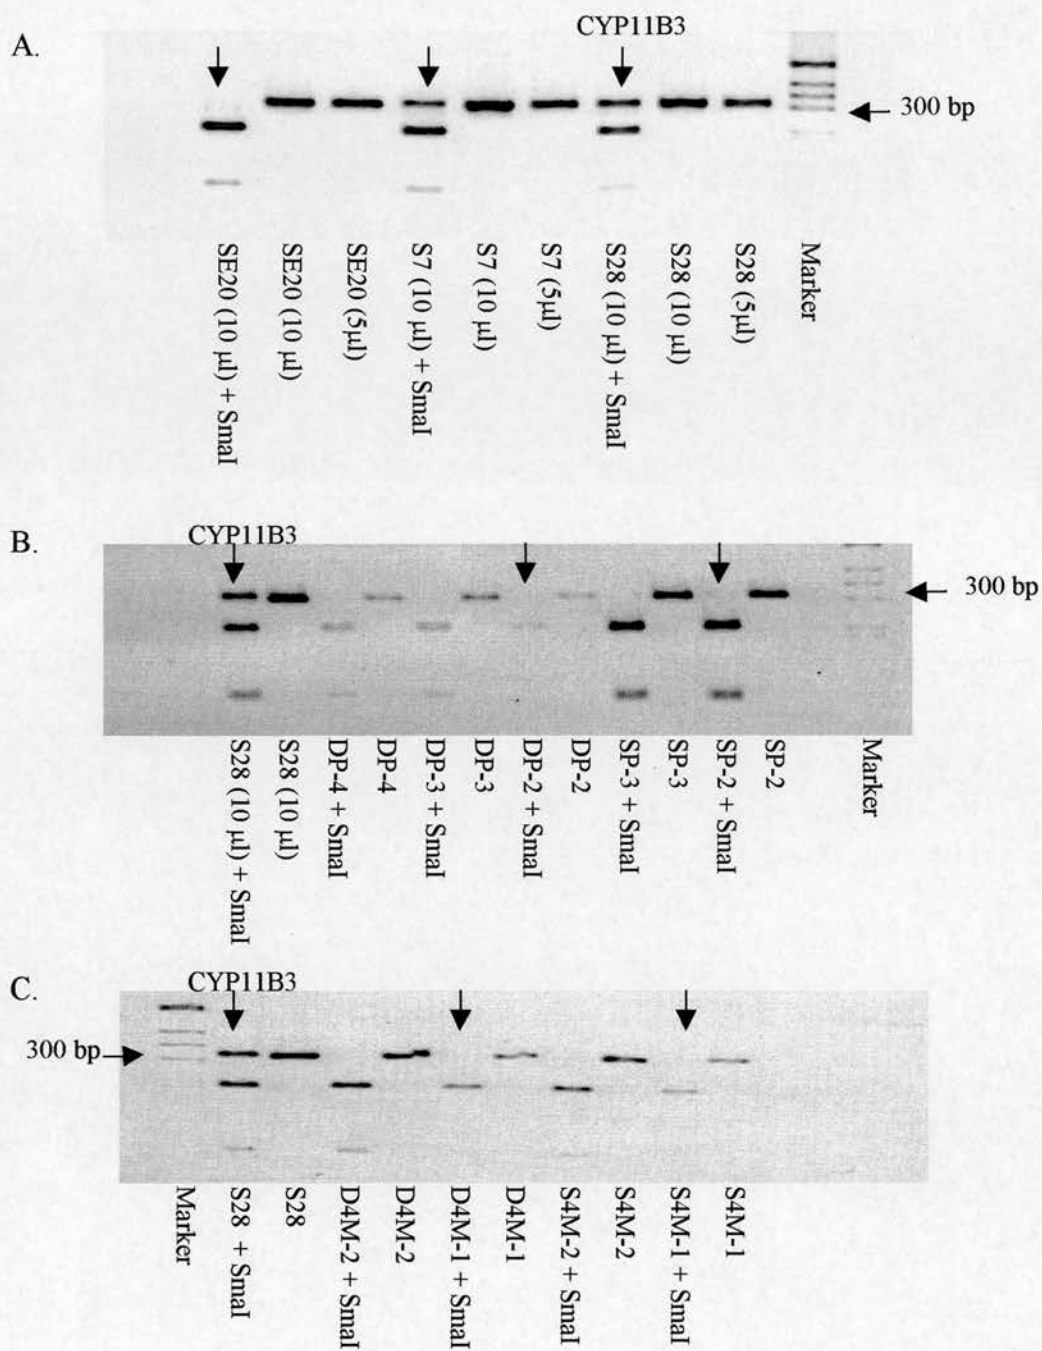 A.
CYP11B3
300 bp
SE20 (10 µl) + SmaI
SE20 (10 µl)
SE20 (5µl)
S7 (10 µl) + SmaI
S7 (10 µl)
S7 (5µl)
S28 (10 µl) + SmaI
S28 (10 µl)
S28 (5µl)
Marker
B.
CYP11B3
300 bp
S28 (10 µl) + SmaI
S28 (10 µl)
DP-4 + SmaI
DP-4
DP-3 + SmaI
DP-3
DP-2 + SmaI
DP-2
SP-3 + SmaI
SP-3
SP-2 + SmaI
SP-2
Marker
C.
CYP11B3
300 bp
Marker
S28 + SmaI
S28
D4M-2 + SmaI
D4M-2
D4M-1 + SmaI
D4M-1
S4M-2 + SmaI
S4M-2
S4M-1 + SmaI
S4M-1